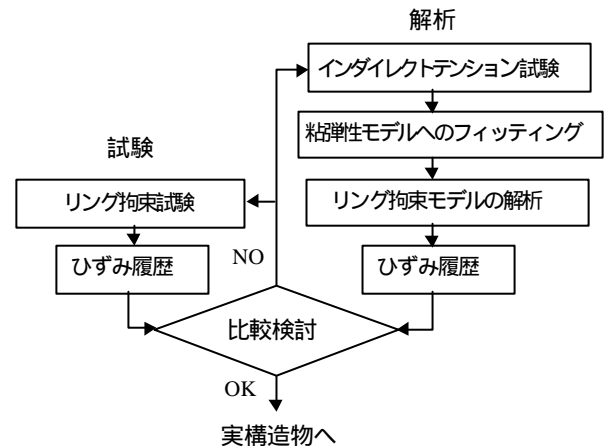 解析
インダイレクトテンション試験
粘弾性モデルへのフィッティング
試験
リング拘束試験
リング拘束モデルの解析
ひずみ履歴
NO
ひずみ履歴
比較検討
OK
実構造物へ